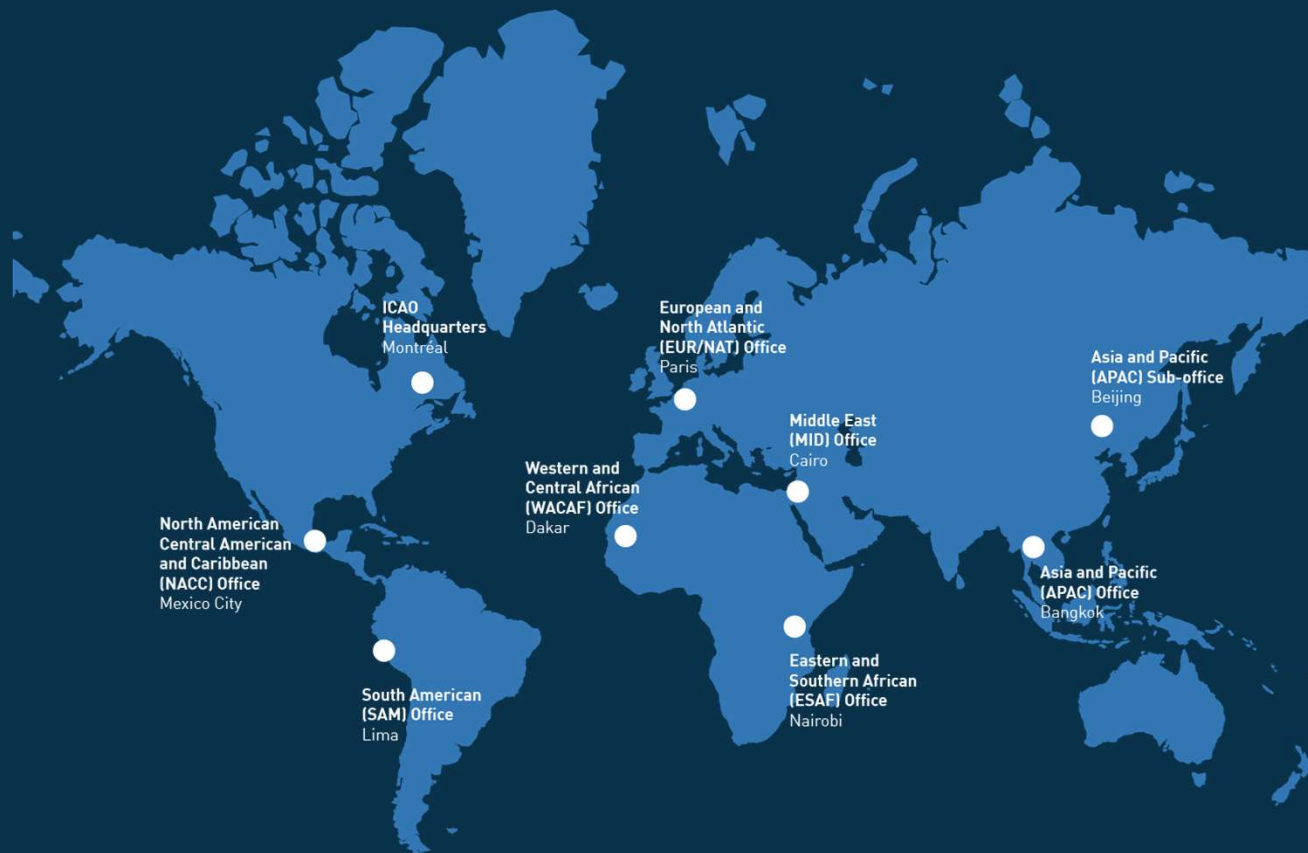 ICAO
Headquarters
Montréal
European and
North Atlantic
(EUR/NAT) Office
Paris
Asia and Pacific
(APAC) Sub-office
Beijing
Middle East
(MID) Office
Cairo
Western and
Central African
(WACAF) Office
Dakar
North American
Central American
and Caribbean
(NACC) Office
Mexico City
Asia and Pacific
(APAC) Office
Bangkok
Eastern and
Southern African
(ESAF) Office
Nairobi
South American
(SAM) Office
Lima